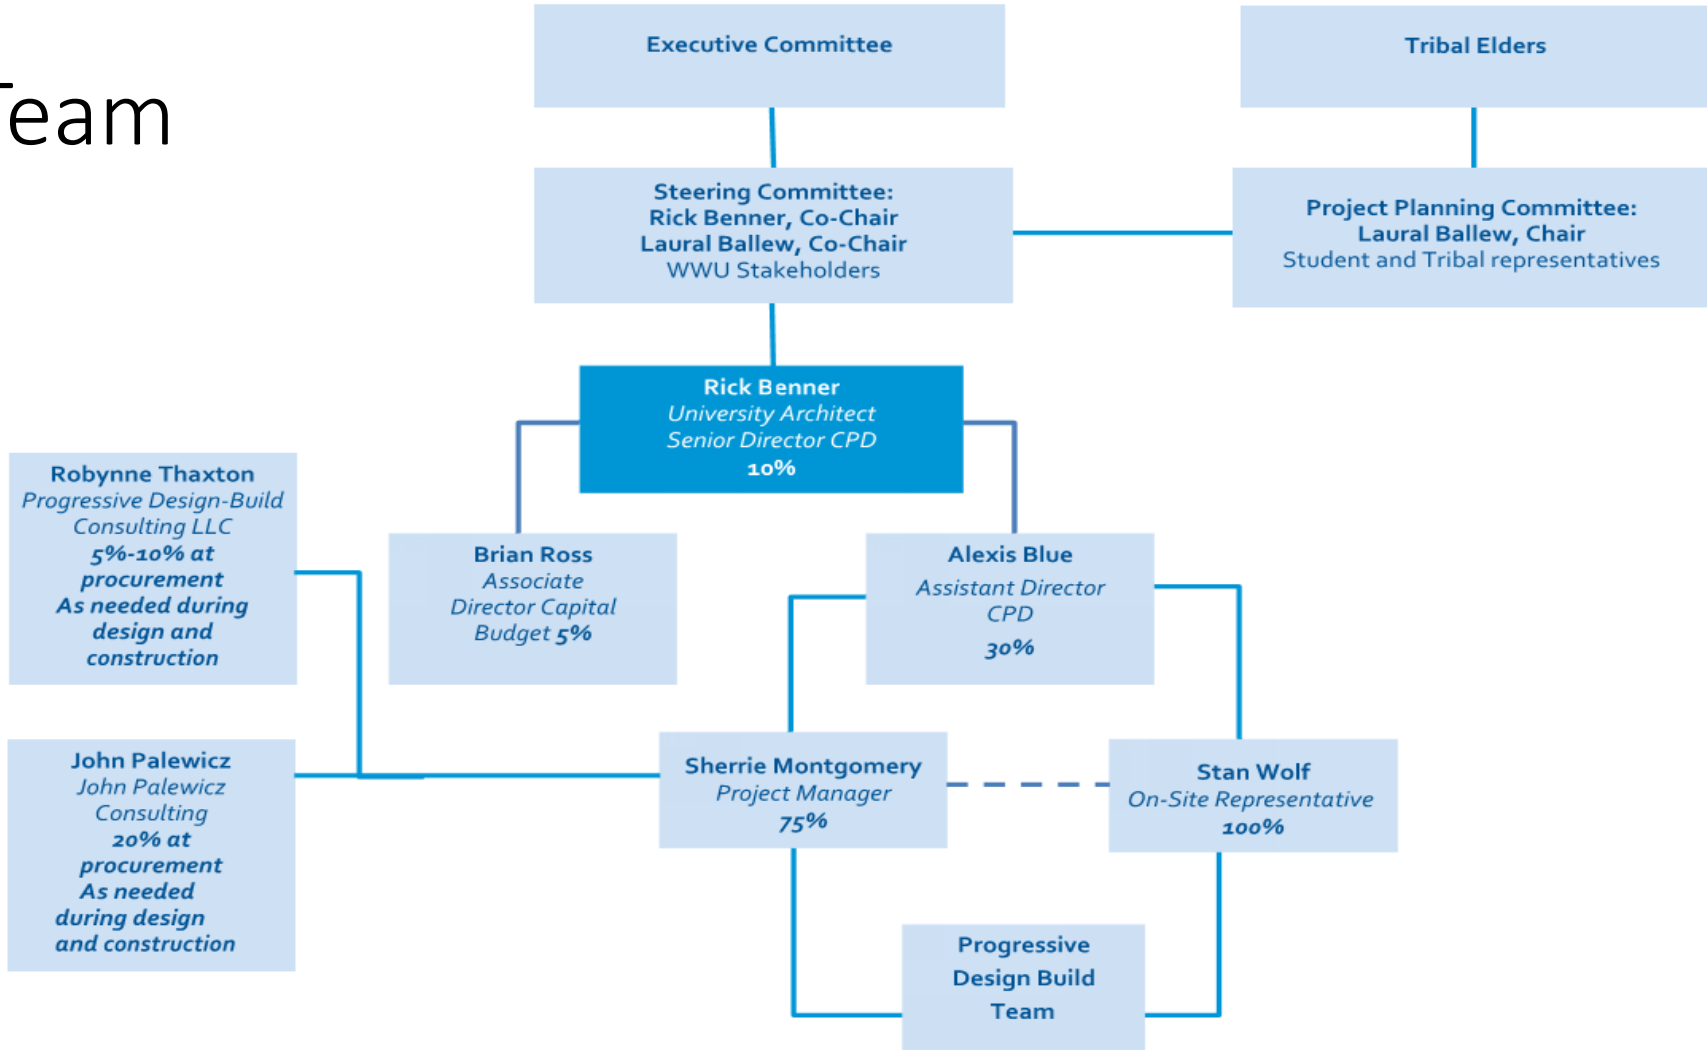 Team
Executive Committee
Tribal Elders
Steering Committee:
Rick Benner, Co-Chair
Laural Ballew, Co-Chair
WWU Stakeholders
Project Planning Committee:
Laural Ballew, Chair
Student and Tribal representatives
Rick Benner
University Architect
Senior Director CPD
10%
Robynne Thaxton
Progressive Design-Build
Consulting LLC
5%-10% at
procurement
As needed during
design and
construction
Brian Ross
Associate
Director Capital
Budget 5%
Alexis Blue
Assistant Director
CPD
30%
John Palewicz
John Palewicz
Consulting
20% at
procurement
As needed
during design
and construction
Sherrie Montgomery
Project Manager
75%
Stan Wolf
On-Site Representative
100%
Progressive
Design Build
Team